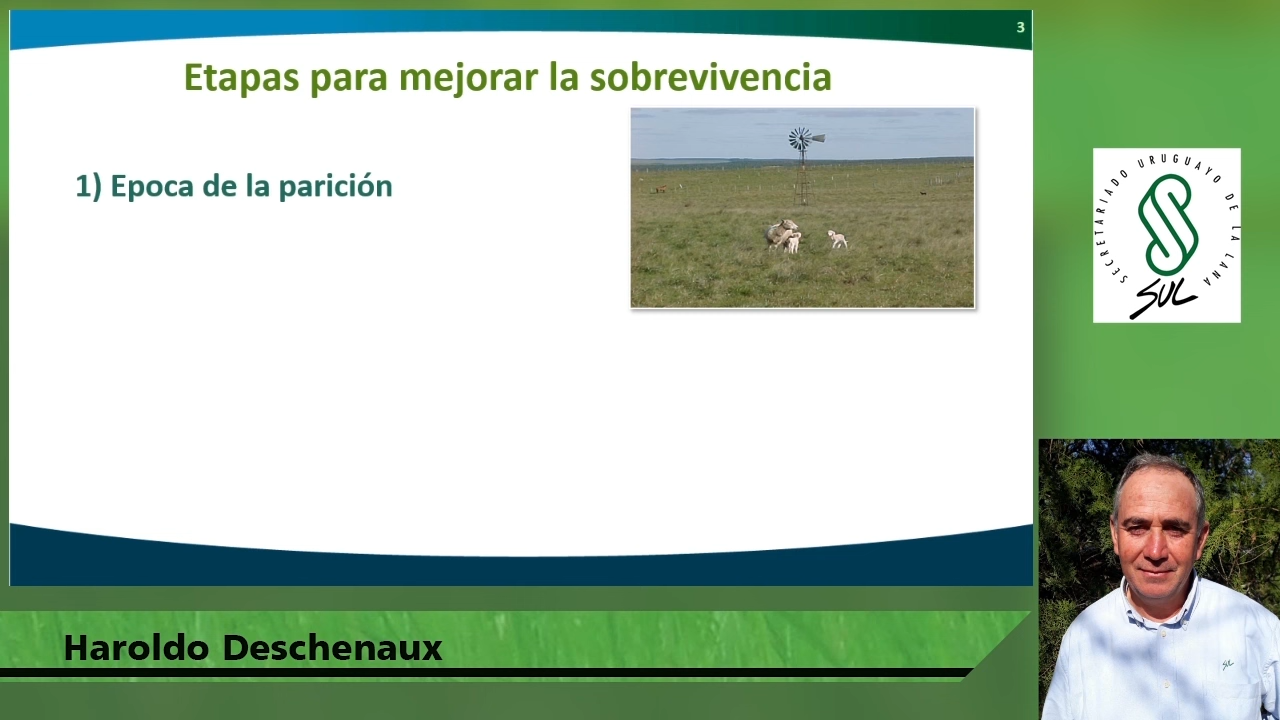 3
Etapas para mejorar la sobrevivencia
1) Epoca de la parición
SECRETARIADO URUGUAYO DE LA LANA
SUL
Haroldo Deschenaux